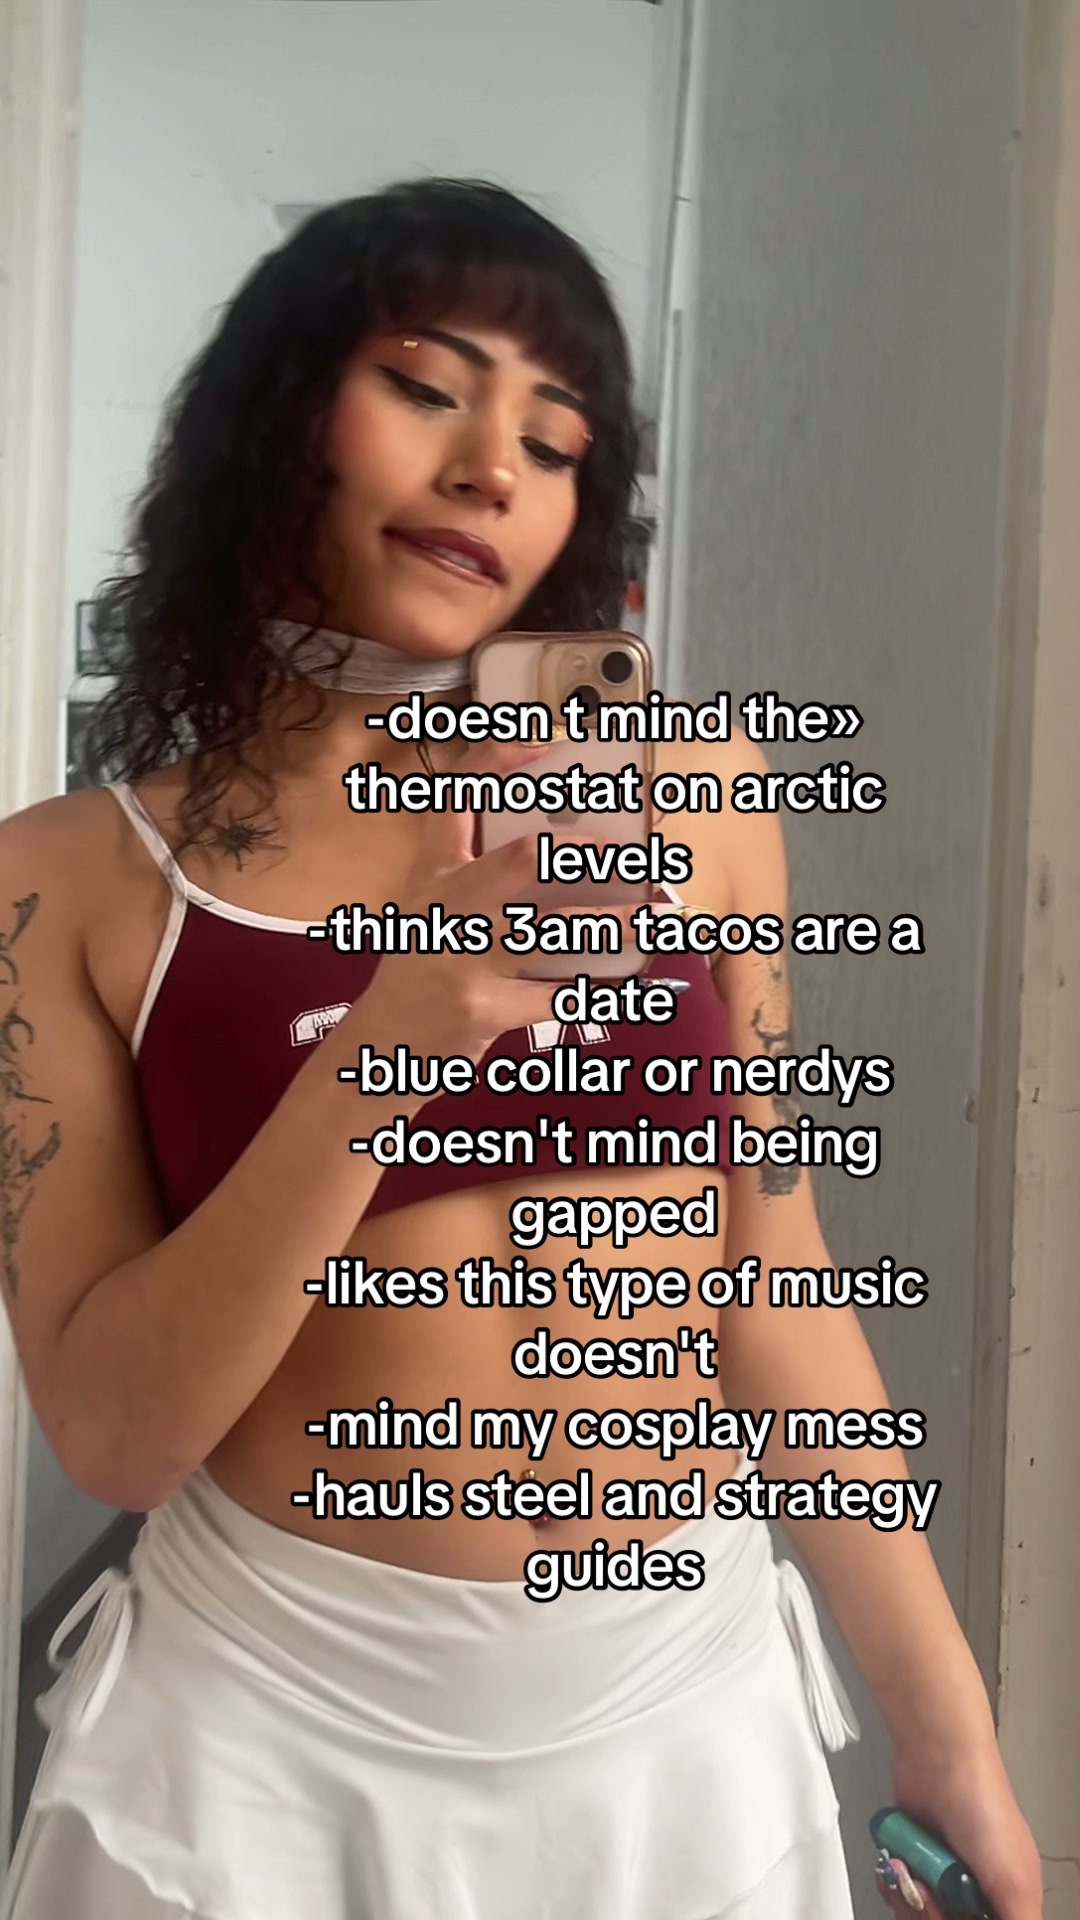 -doesn t mind the»
thermostat on arctic
levels
-thinks 3am tacos are a
date
-blue collar or nerdys
-doesn't mind being
gapped
-likes this type of music
doesn't
-mind my cosplay mess
-hauls steel and strategy
guides